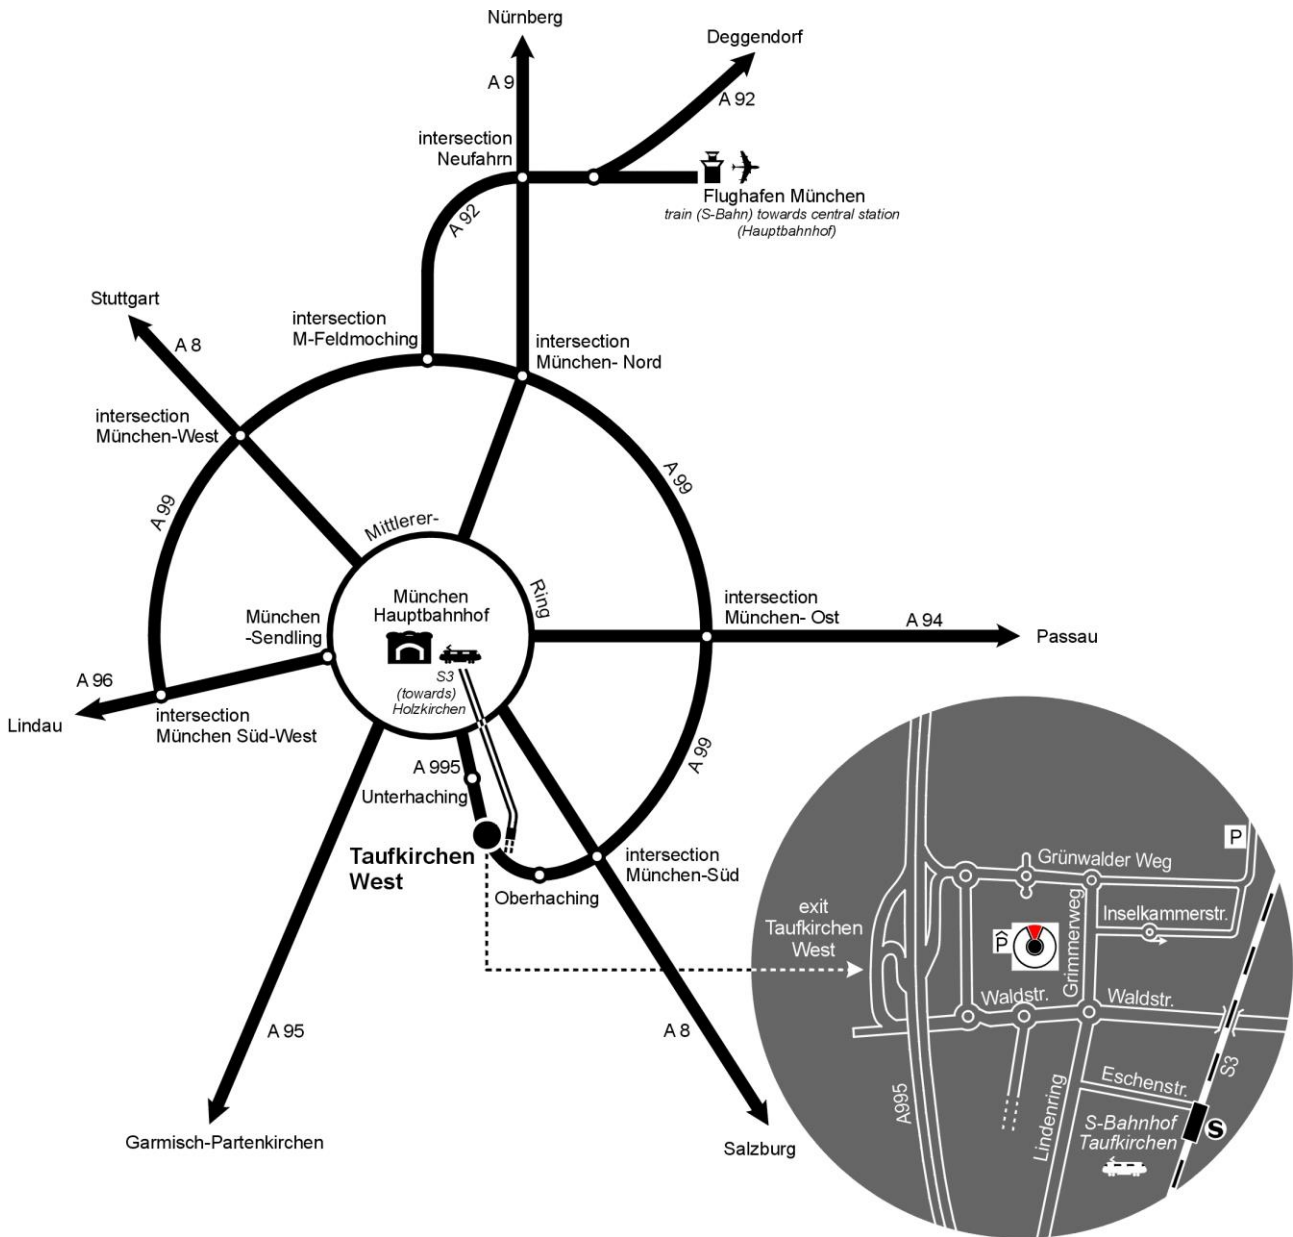 Nürnberg
Deggendorf
A 9
A 92
intersection
Neufahrn
Flughafen München
train (S-Bahn) towards central station
(Hauptbahnhof)
A 92
Stuttgart
A 8
intersection
M-Feldmoching
intersection
München- Nord
intersection
München-West
A 99
A 99
Mittlerer-
Ring
München
Hauptbahnhof
S3
(towards)
Holzkirchen
München
-Sendling
intersection
München- Ost
A 94
Passau
A 96
Lindau
intersection
München Süd-West
A 995
Unterhaching
A 99
Taufkirchen
West
Oberhaching
intersection
München-Süd
A 95
A 8
Garmisch-Partenkirchen
Salzburg
P
Grünwalder Weg
exit
Taufkirchen
West
Inselkammerstr.
Grimmerweg
P
Waldstr.
Waldstr.
S3
Eschenstr.
A995
Lindenring
S-Bahnhof
Taufkirchen
S